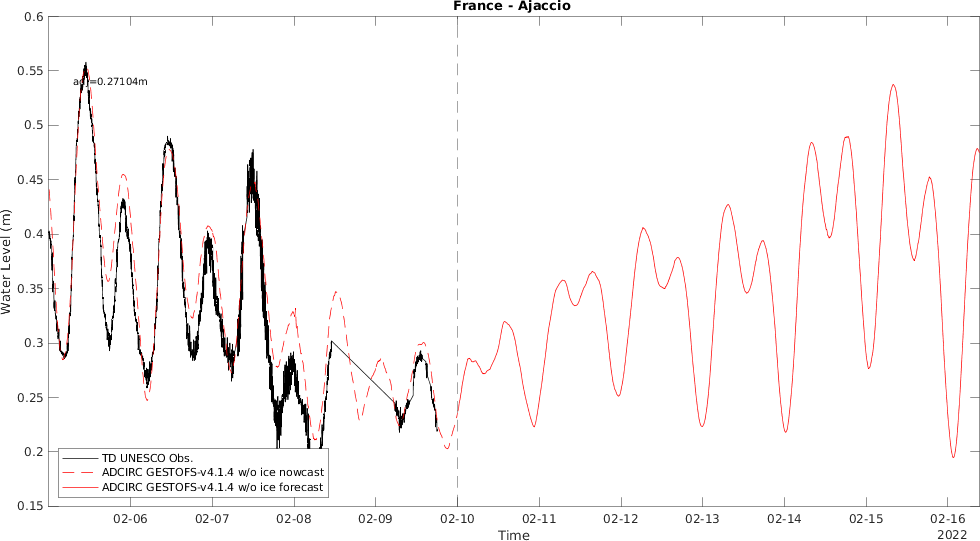 France - Ajaccio
0.6
0.55
0.5
0.45
0.4
0.35
0.3
0.25
0.2
0.15
Water Level (m)
=0.27104m
TD UNESCO Obs.
ADCIRC GESTOFS-v4.1.4 w/o ice nowcast
ADCIRC GESTOFS-v4.1.4 w/o ice forecast
02-06 02-07 02-08 02-09 02-10 02-11 02-12 02-13 02-14 02-15 02-16
Time
2022